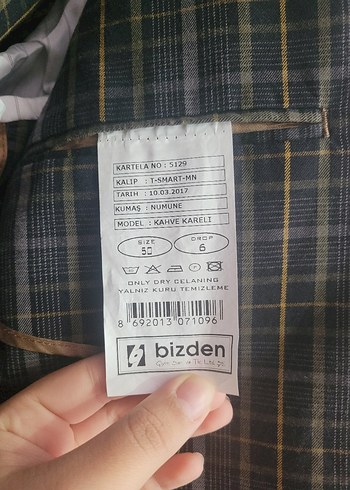 KARTELA NO : 5129
KALIP : T-SMART-MN
TARIH : 10.03.2017
KUMAŞ : NUMUNE
MODEL : KAHVE KARELİ
SIZE
50
DROP
6
ONLY DRY CELANING
YALNIZ KURU TEMİZLEME
8 692013 071096
bizden